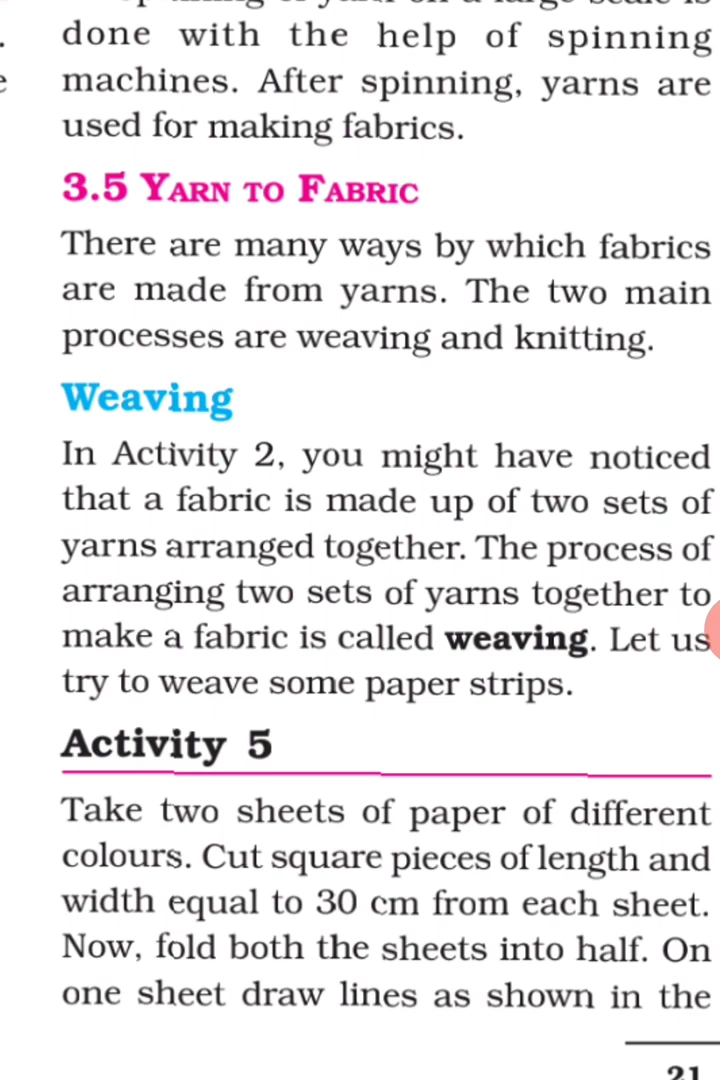 done with the help of spinning
machines. After spinning, yarns are
used for making fabrics.
3.5 YARN TO FABRIC
There are many ways by which fabrics
are made from yarns. The two main
processes are weaving and knitting.
Weaving
In Activity 2, you might have noticed
that a fabric is made up of two sets of
yarns arranged together. The process of
arranging two sets of yarns together to
make a fabric is called weaving. Let us
try to weave some paper strips.
Activity 5
Take two sheets of paper of different
colours. Cut square pieces of length and
width equal to 30 cm from each sheet.
Now, fold both the sheets into half. On
one sheet draw lines as shown in the
21